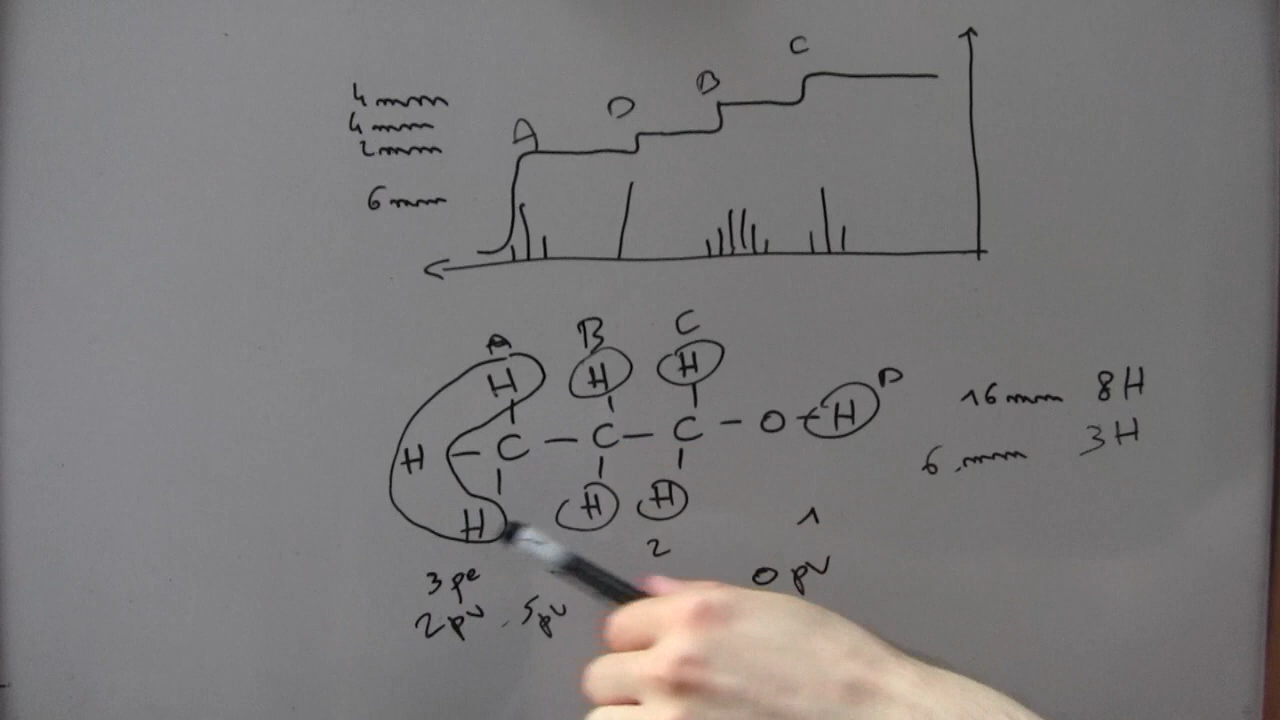 C
B
D
A
4 mm
4 mm
2 mm
6 mm
A B C
H H H D
H – C – C – C – O – H
H H H
16 mm 8H
6 mm 3H
2 1
3 pe 0 pv
2 pv 5 pv